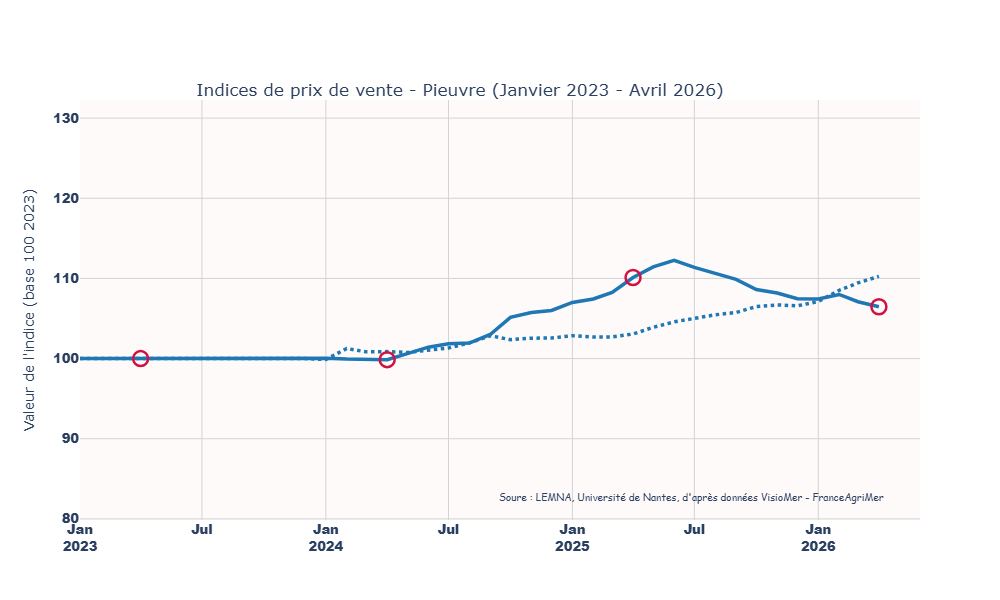 Indices de prix de vente - Pieuvre (Janvier 2023 - Avril 2026)
Valeur de l'indice (base 100 2023)
130
120
110
100
90
80
Soure : LEMNA, Université de Nantes, d'après données VisioMer - FranceAgriMer
Jan Jul Jan Jul Jan Jul Jan
2023 2024 2025 2026